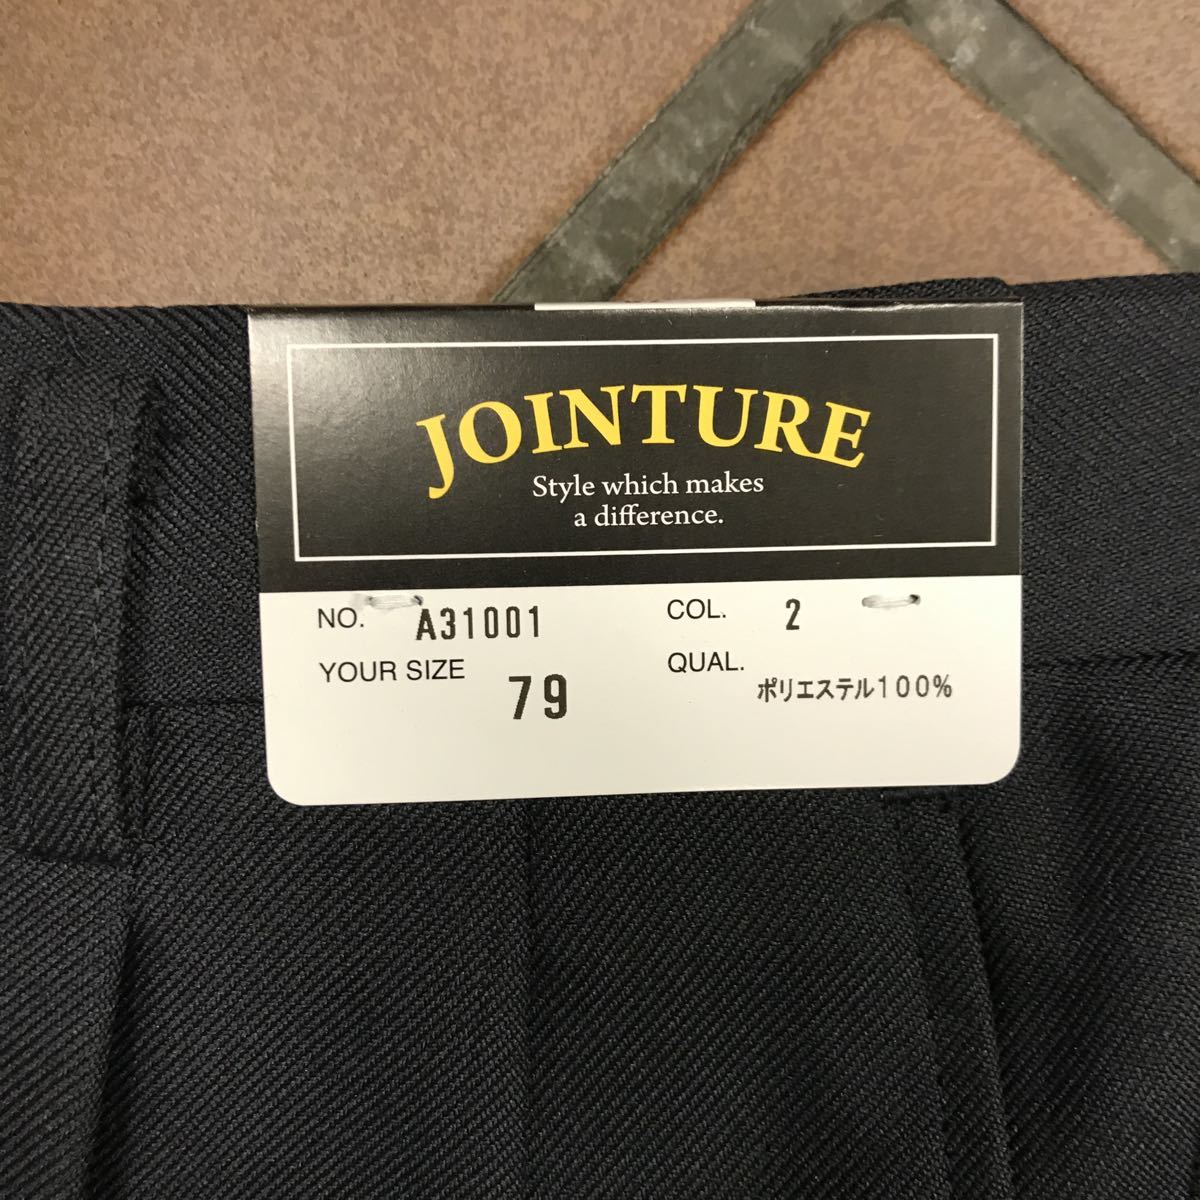 JOINTURE
Style which makes
a difference.
NO. A31001 COL. 2
YOUR SIZE 79 QUAL. ポリエステル100%